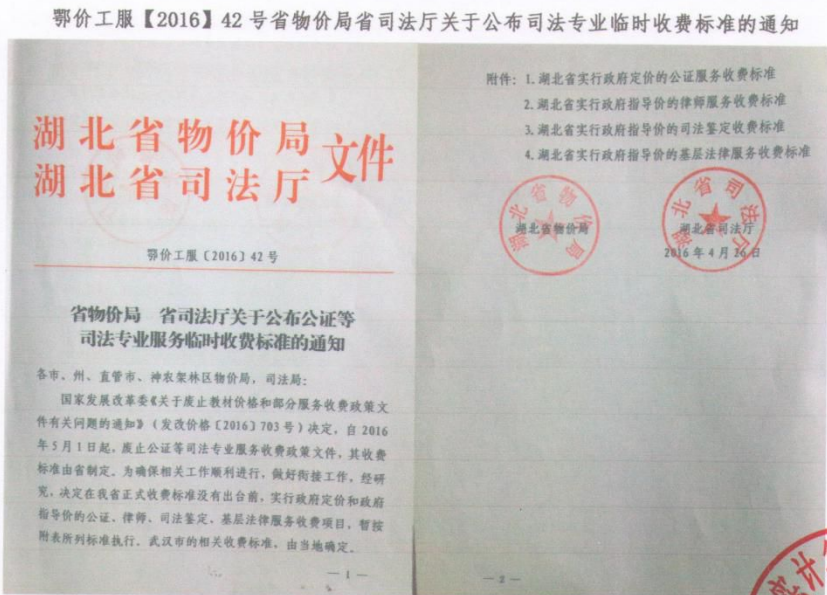 鄂价工服【2016】42号省物价局省司法厅关于公布司法专业临时收费标准的通知
湖北省物价局
湖北省司法厅
文件
鄂价工服〔2016〕42号
省物价局 省司法厅关于公布公证等
司法专业服务临时收费标准的通知
各市、州、直管市、神农架林区物价局，司法局：
国家发展改革委《关于废止教材价格和部分服务收费政策文
件有关问题的通知》（发改价格〔2016〕703号）决定，自2016
年5月1日起，废止公证等司法专业服务收费政策文件，其收费
标准由省制定。为确保相关工作顺利进行，做好衔接工作，经研
究，决定在我省正式收费标准没有出台前，实行政府定价和政府
指导价的公证、律师、司法鉴定、基层法律服务收费项目，暂按
附表所列标准执行。武汉市的相关收费标准，由当地确定。
— 1 —
附件：1.湖北省实行政府定价的公证服务收费标准
2.湖北省实行政府指导价的律师服务收费标准
3.湖北省实行政府指导价的司法鉴定收费标准
4.湖北省实行政府指导价的基层法律服务收费标准
湖北省物价局
湖北省物价局
湖北省司法厅
湖北省司法厅
2016年4月26日
— 2 —